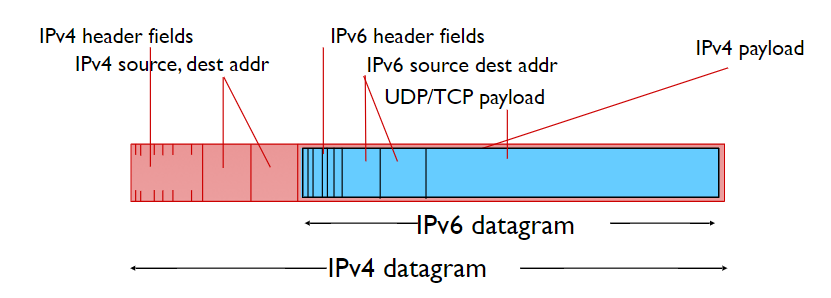 IPv4 header fields
IPv6 header fields
IPv4 payload
IPv4 source, dest addr
IPv6 source dest addr
UDP/TCP payload
IPv6 datagram
IPv4 datagram